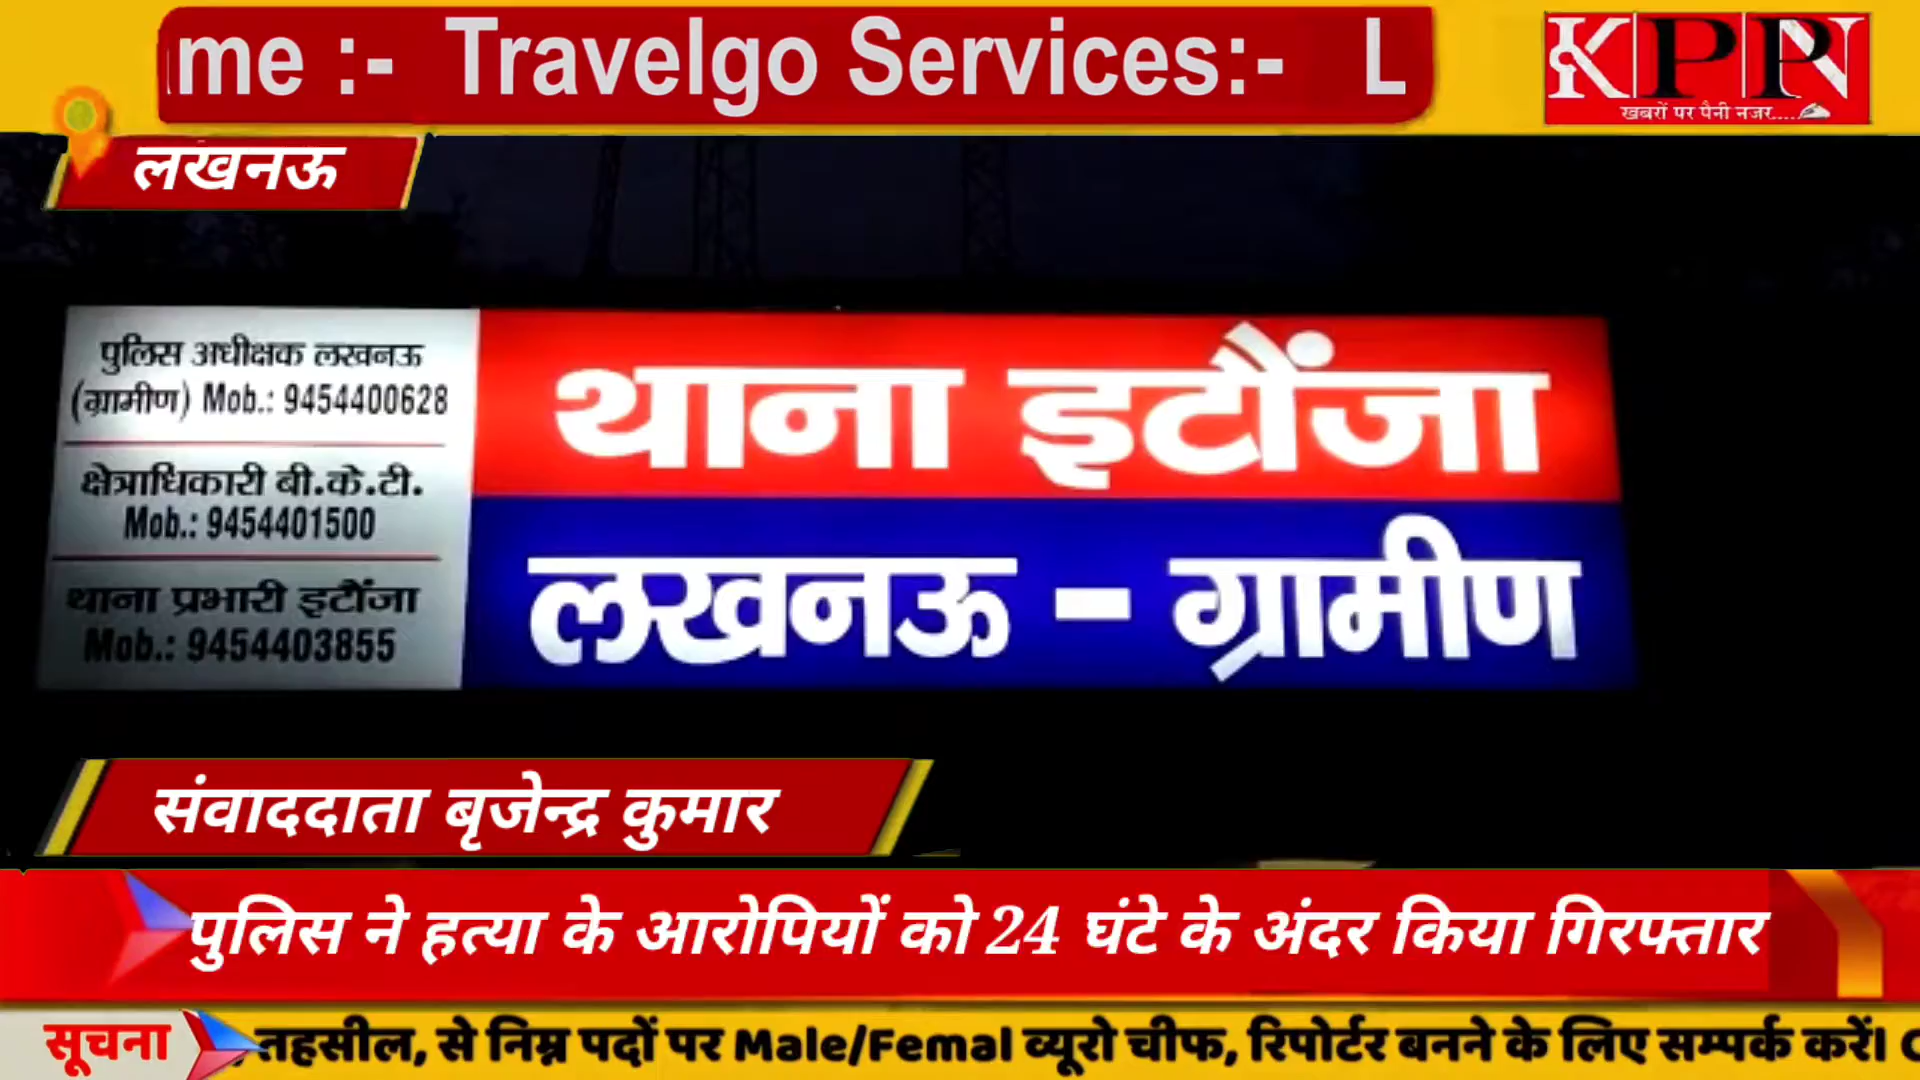 me :- Travelgo Services:- L
KPN
खबरों पर पैनी नजर.....
लखनऊ
पुलिस अधीक्षक लखनऊ
(ग्रामीण) Mob.: 9454400628
क्षेत्राधिकारी बी.के.टी.
Mob.: 9454401500
थाना प्रभारी इटौंजा
Mob.: 9454403855
थाना इटौंजा
लखनऊ - ग्रामीण
संवाददाता बृजेन्द्र कुमार
पुलिस ने हत्या के आरोपियों को 24 घंटे के अंदर किया गिरफ्तार
सूचना
, तहसील, से निम्न पदों पर Male/Femal ब्यूरो चीफ, रिपोर्टर बनने के लिए सम्पर्क करें।